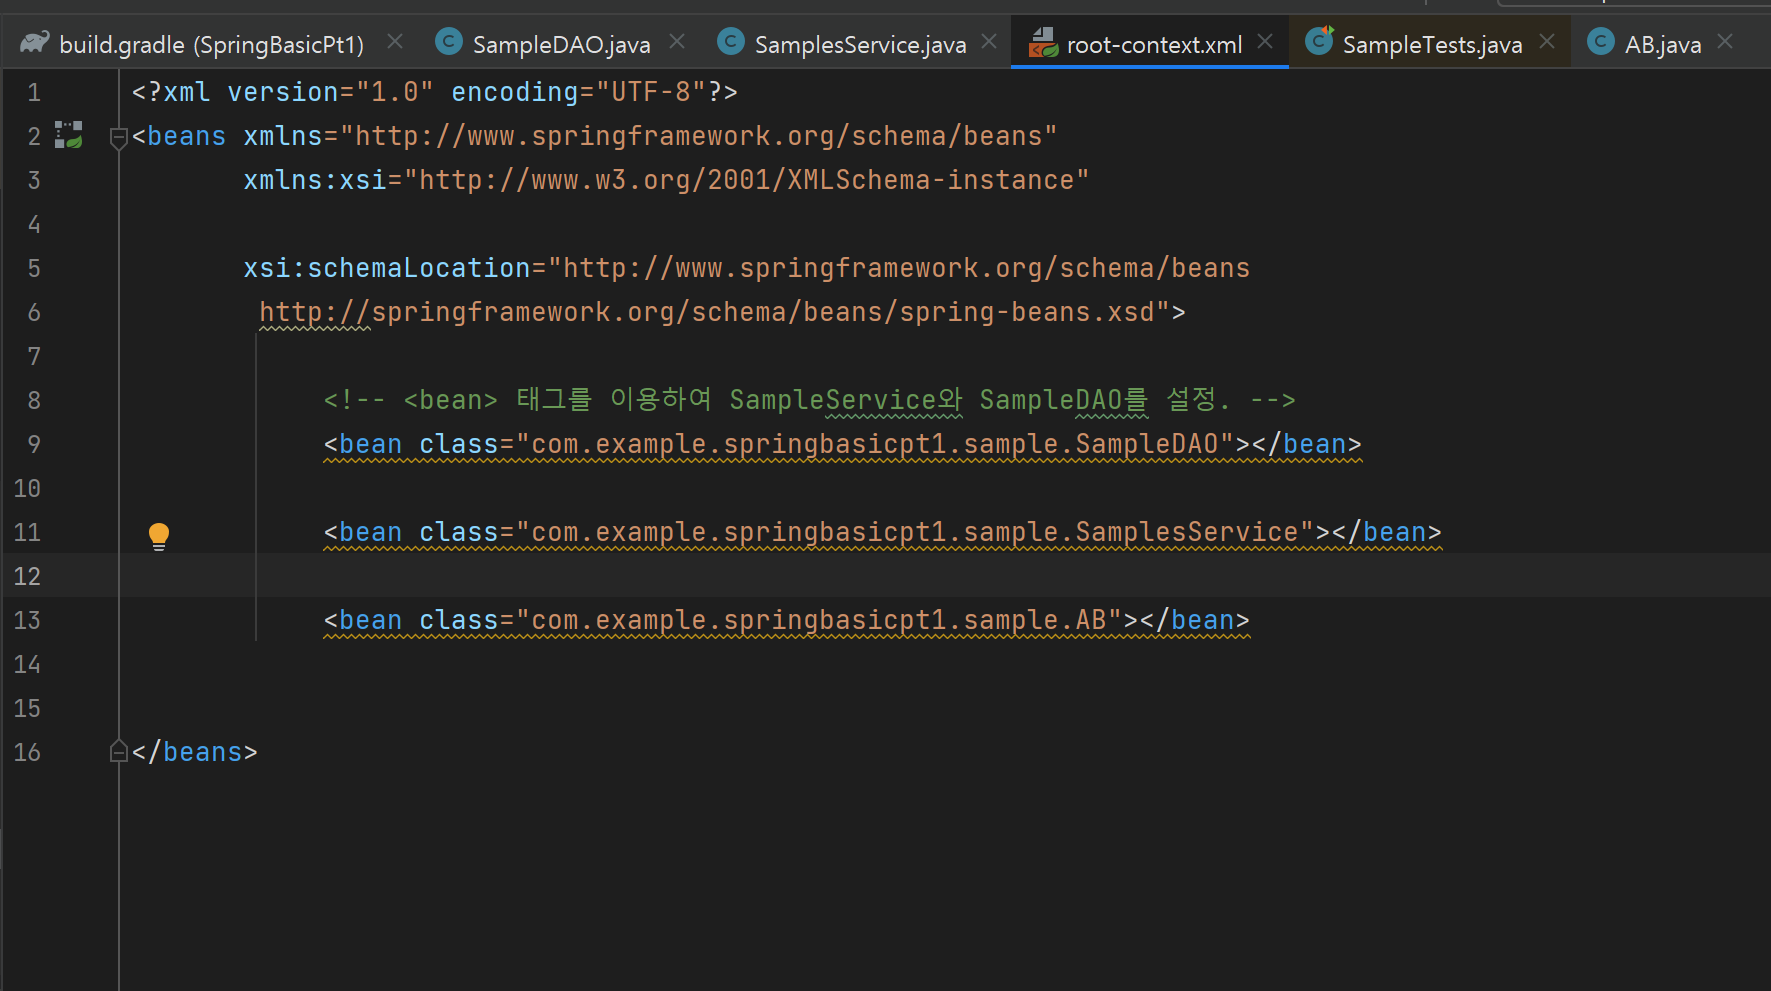 build.gradle (SpringBasicPt1) SampleDAO.java SamplesService.java root-context.xml SampleTests.java AB.java
1 <?xml version="1.0" encoding="UTF-8"?>
2 <beans xmlns="http://www.springframework.org/schema/beans"
3 xmlns:xsi="http://www.w3.org/2001/XMLSchema-instance"
4
5 xsi:schemaLocation="http://www.springframework.org/schema/beans
6 http://springframework.org/schema/beans/spring-beans.xsd">
7
8 <!-- <bean> 태그를 이용하여 SampleService와 SampleDAO를 설정. -->
9 <bean class="com.example.springbasicpt1.sample.SampleDAO"></bean>
10
11 <bean class="com.example.springbasicpt1.sample.SamplesService"></bean>
12
13 <bean class="com.example.springbasicpt1.sample.AB"></bean>
14
15
16 </beans>